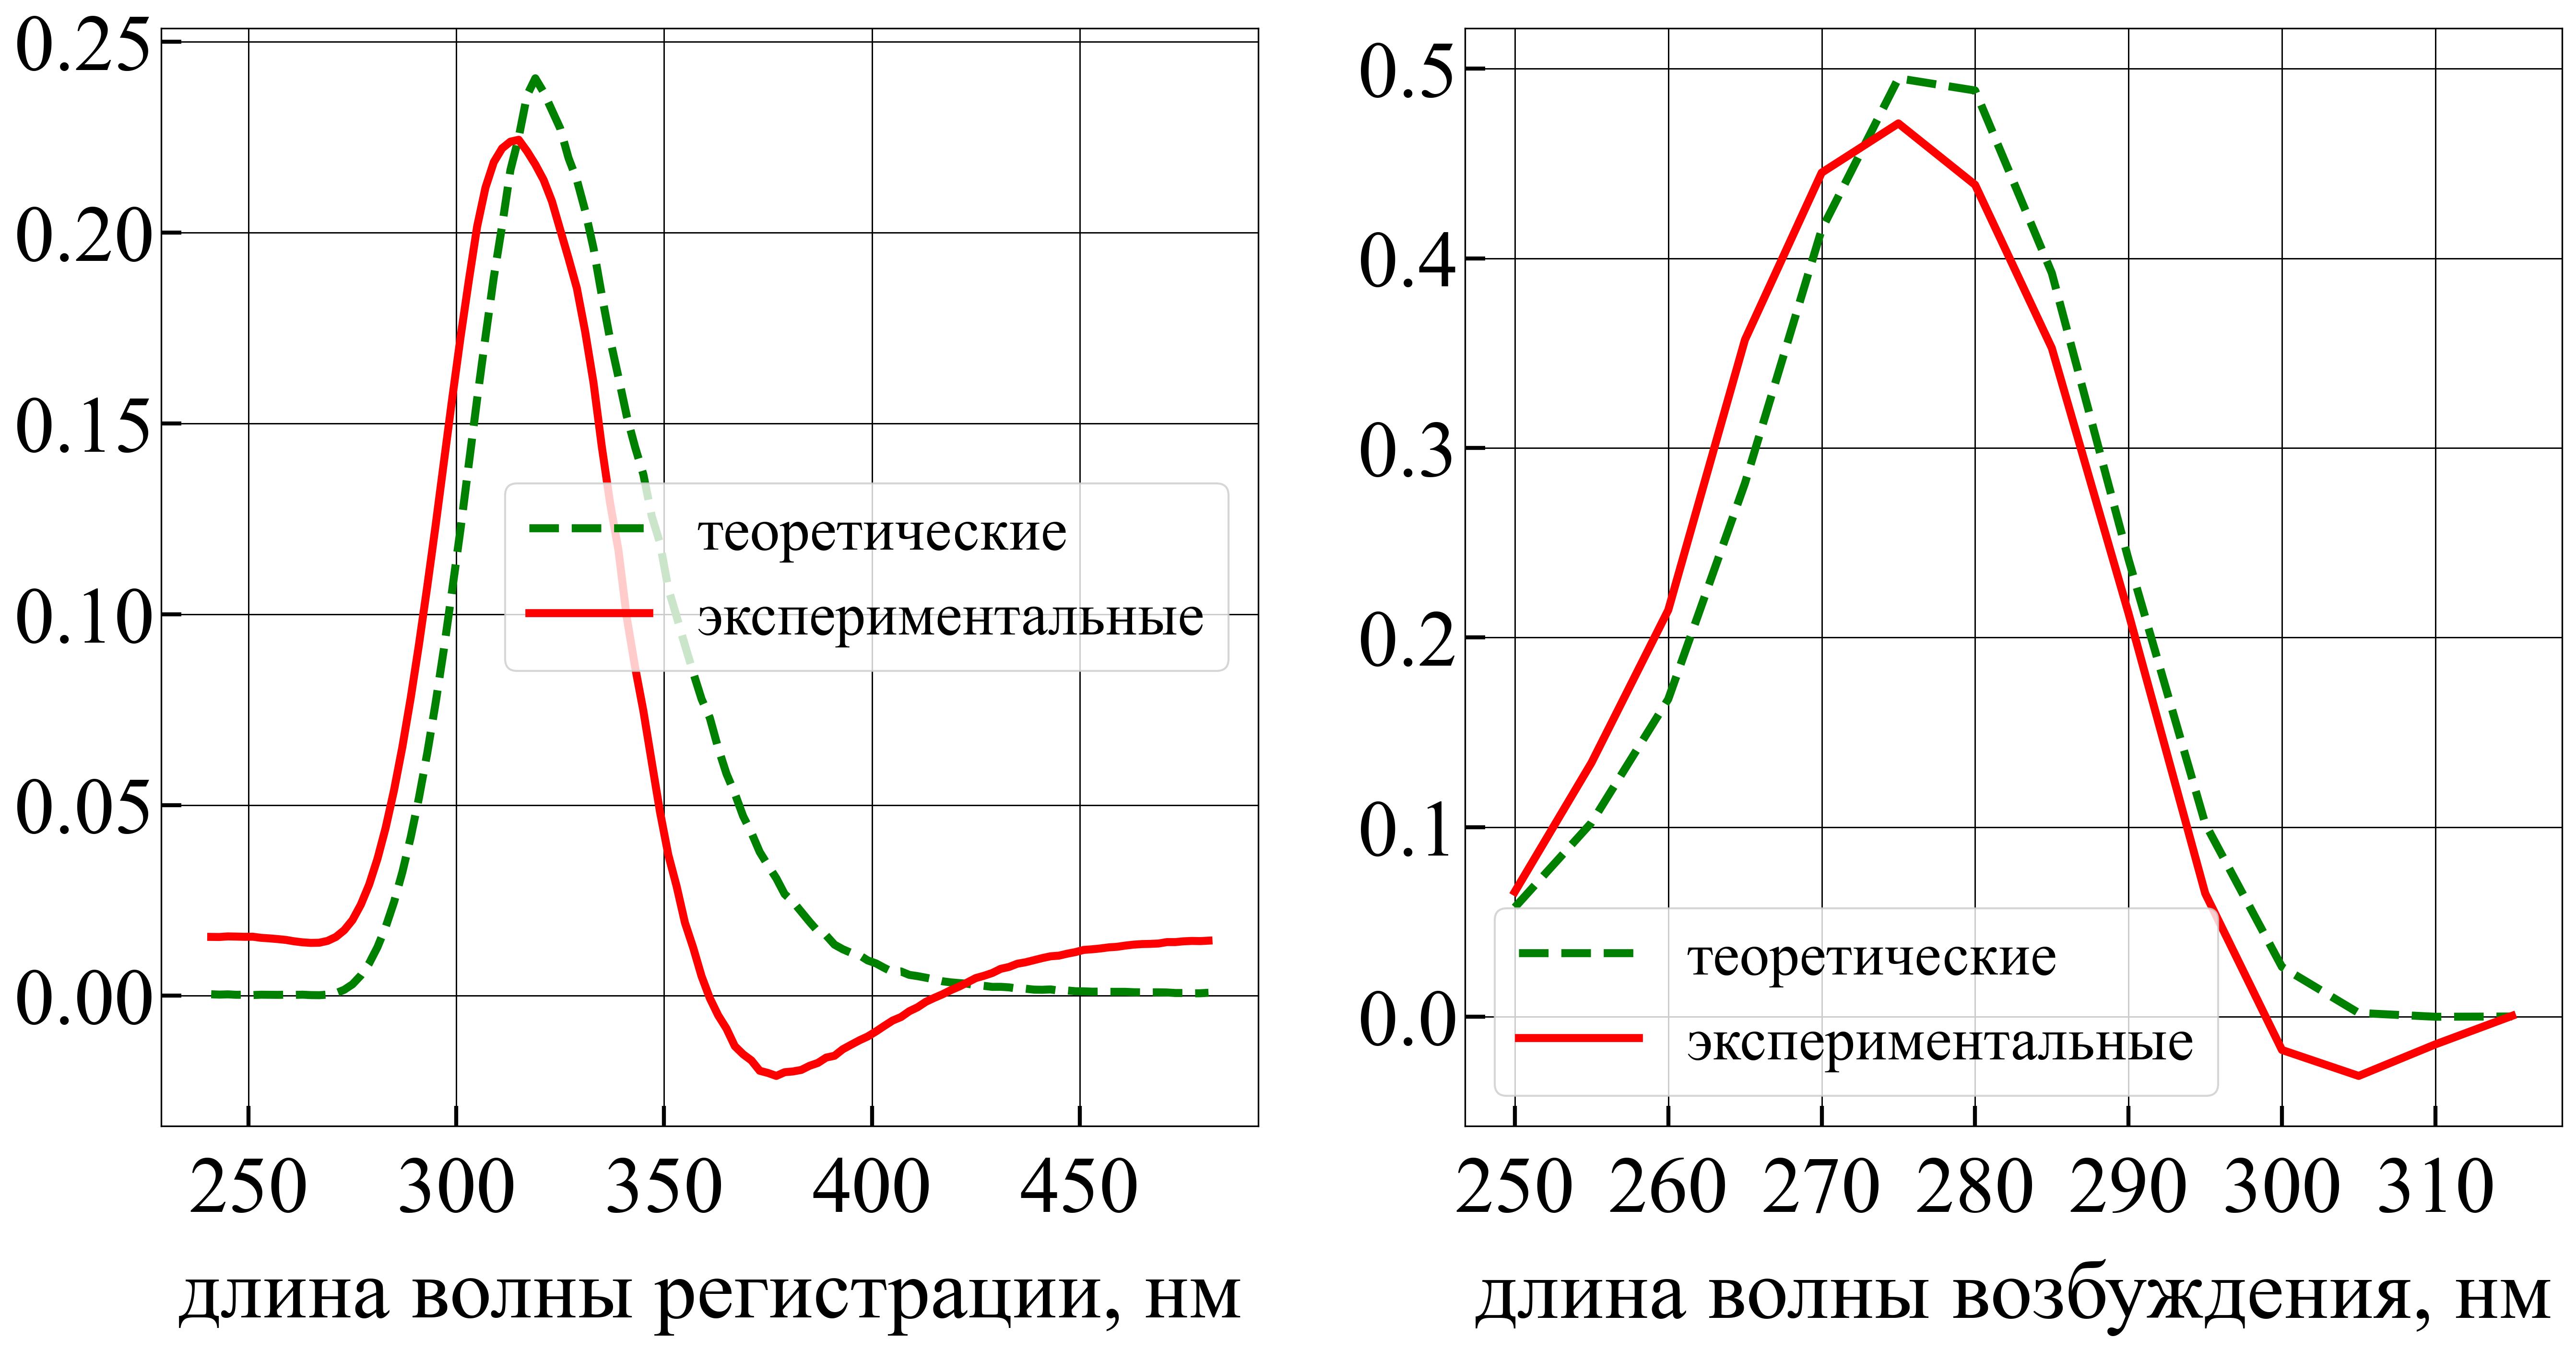 0.25
0.20
0.15
0.10
0.05
0.00
250 300 350 400 450
теоретические
экспериментальные
длина волны регистрации, нм
0.5
0.4
0.3
0.2
0.1
0.0
250 260 270 280 290 300 310
теоретические
экспериментальные
длина волны возбуждения, нм